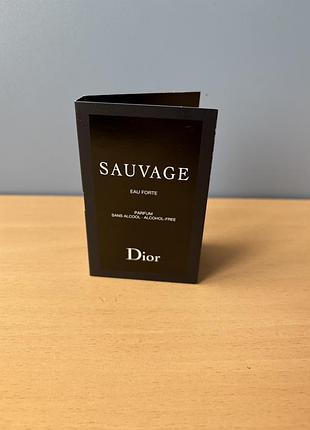 SAUVAGE
EAU FORTE
PARFUM
SANS ALCOOL - ALCOHOL-FREE
Dior